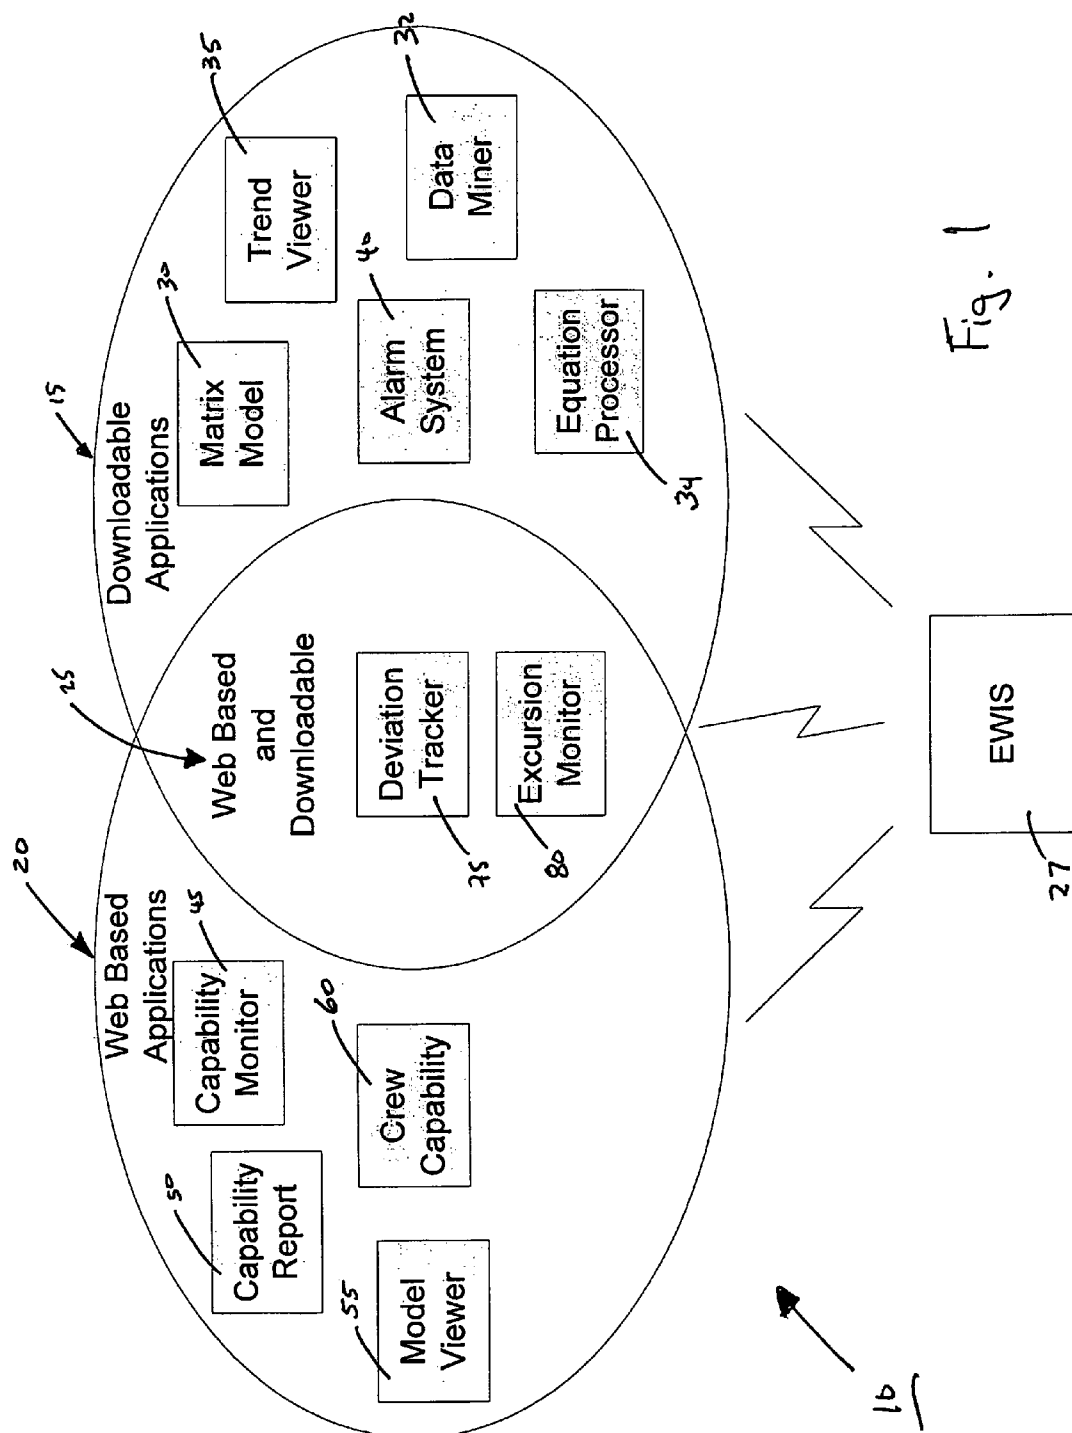 20
Web Based
Applications
45
Capability
Monitor
50
Capability
Report
60
Crew
Capability
55
Model
Viewer
25
Web Based
and
Downloadable
Deviation
Tracker
75
Excursion
Monitor
80
15
Downloadable
Applications
30
Matrix
Model
35
Trend
Viewer
40
Alarm
System
32
Data
Miner
Equation
Processor
34
EWIS
27
10
Fig. 1